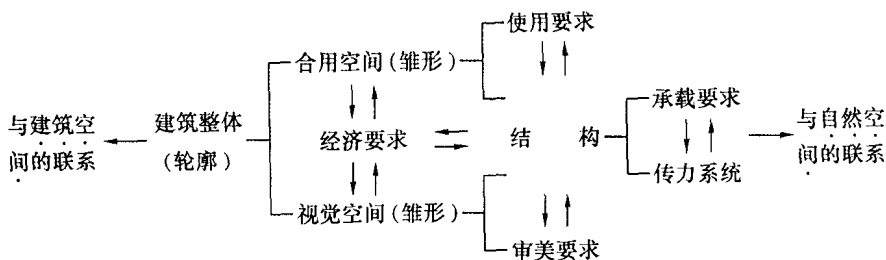 使用要求
合用空间(雏形)
承载要求
与建筑空
间的联系
建筑整体
(轮廓)
经济要求
结 构
与自然空
间的联系
传力系统
视觉空间(雏形)
审美要求